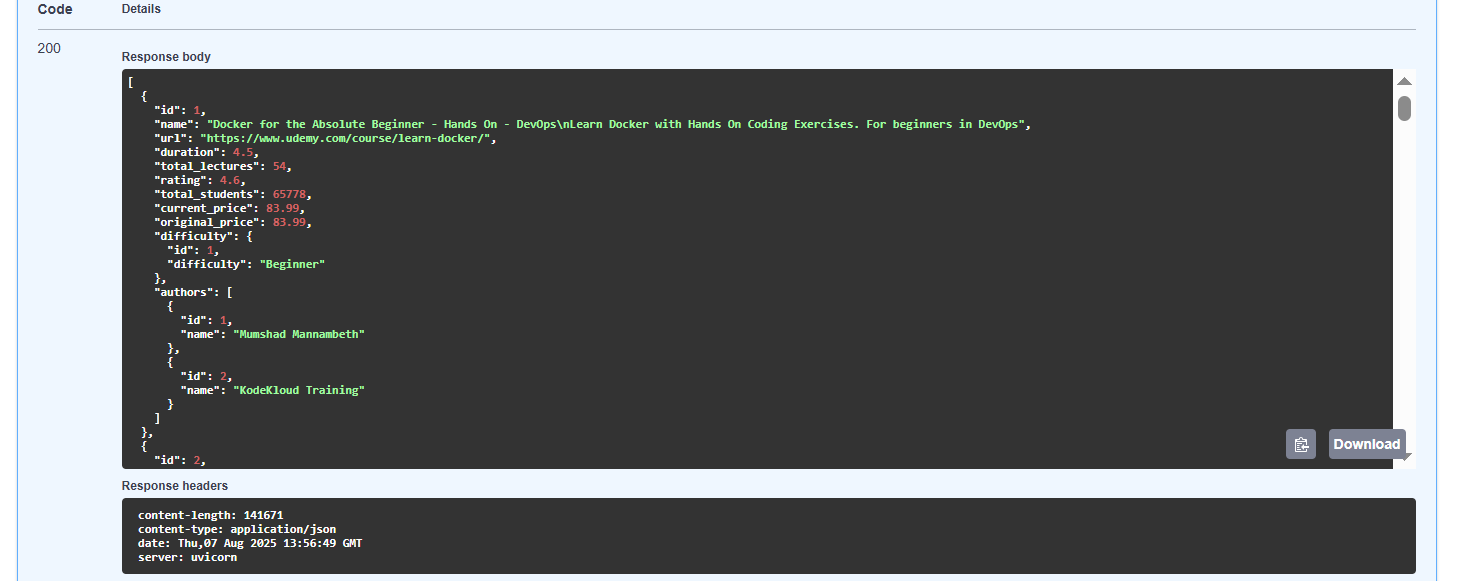 Code Details
200
Response body
[
  {
    "id": 1,
    "name": "Docker for the Absolute Beginner - Hands On - DevOps\nLearn Docker with Hands On Coding Exercises. For beginners in DevOps",
    "url": "https://www.udemy.com/course/learn-docker/",
    "duration": 4.5,
    "total_lectures": 54,
    "rating": 4.6,
    "total_students": 65778,
    "current_price": 83.99,
    "original_price": 83.99,
    "difficulty": {
      "id": 1,
      "difficulty": "Beginner"
    },
    "authors": [
      {
        "id": 1,
        "name": "Mumshad Mannambeth"
      },
      {
        "id": 2,
        "name": "KodeKloud Training"
      }
    ]
  },
  {
    "id": 2,
Download
Response headers
content-length: 141671
content-type: application/json
date: Thu,07 Aug 2025 13:56:49 GMT
server: uvicorn